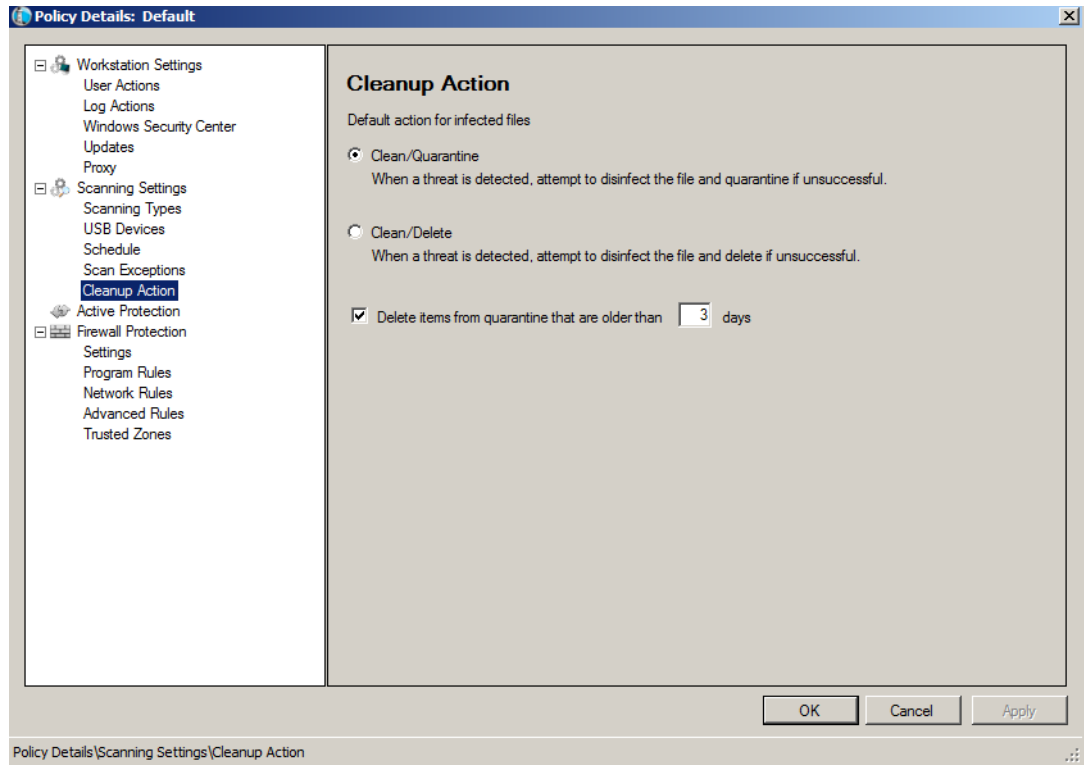 Policy Details: Default
Workstation Settings
User Actions
Log Actions
Windows Security Center
Updates
Proxy
Scanning Settings
Scanning Types
USB Devices
Schedule
Scan Exceptions
Cleanup Action
Active Protection
Firewall Protection
Settings
Program Rules
Network Rules
Advanced Rules
Trusted Zones
Cleanup Action
Default action for infected files
Clean/Quarantine
When a threat is detected, attempt to disinfect the file and quarantine if unsuccessful.
Clean/Delete
When a threat is detected, attempt to disinfect the file and delete if unsuccessful.
Delete items from quarantine that are older than 3 days
OK Cancel Apply
Policy Details\Scanning Settings\Cleanup Action